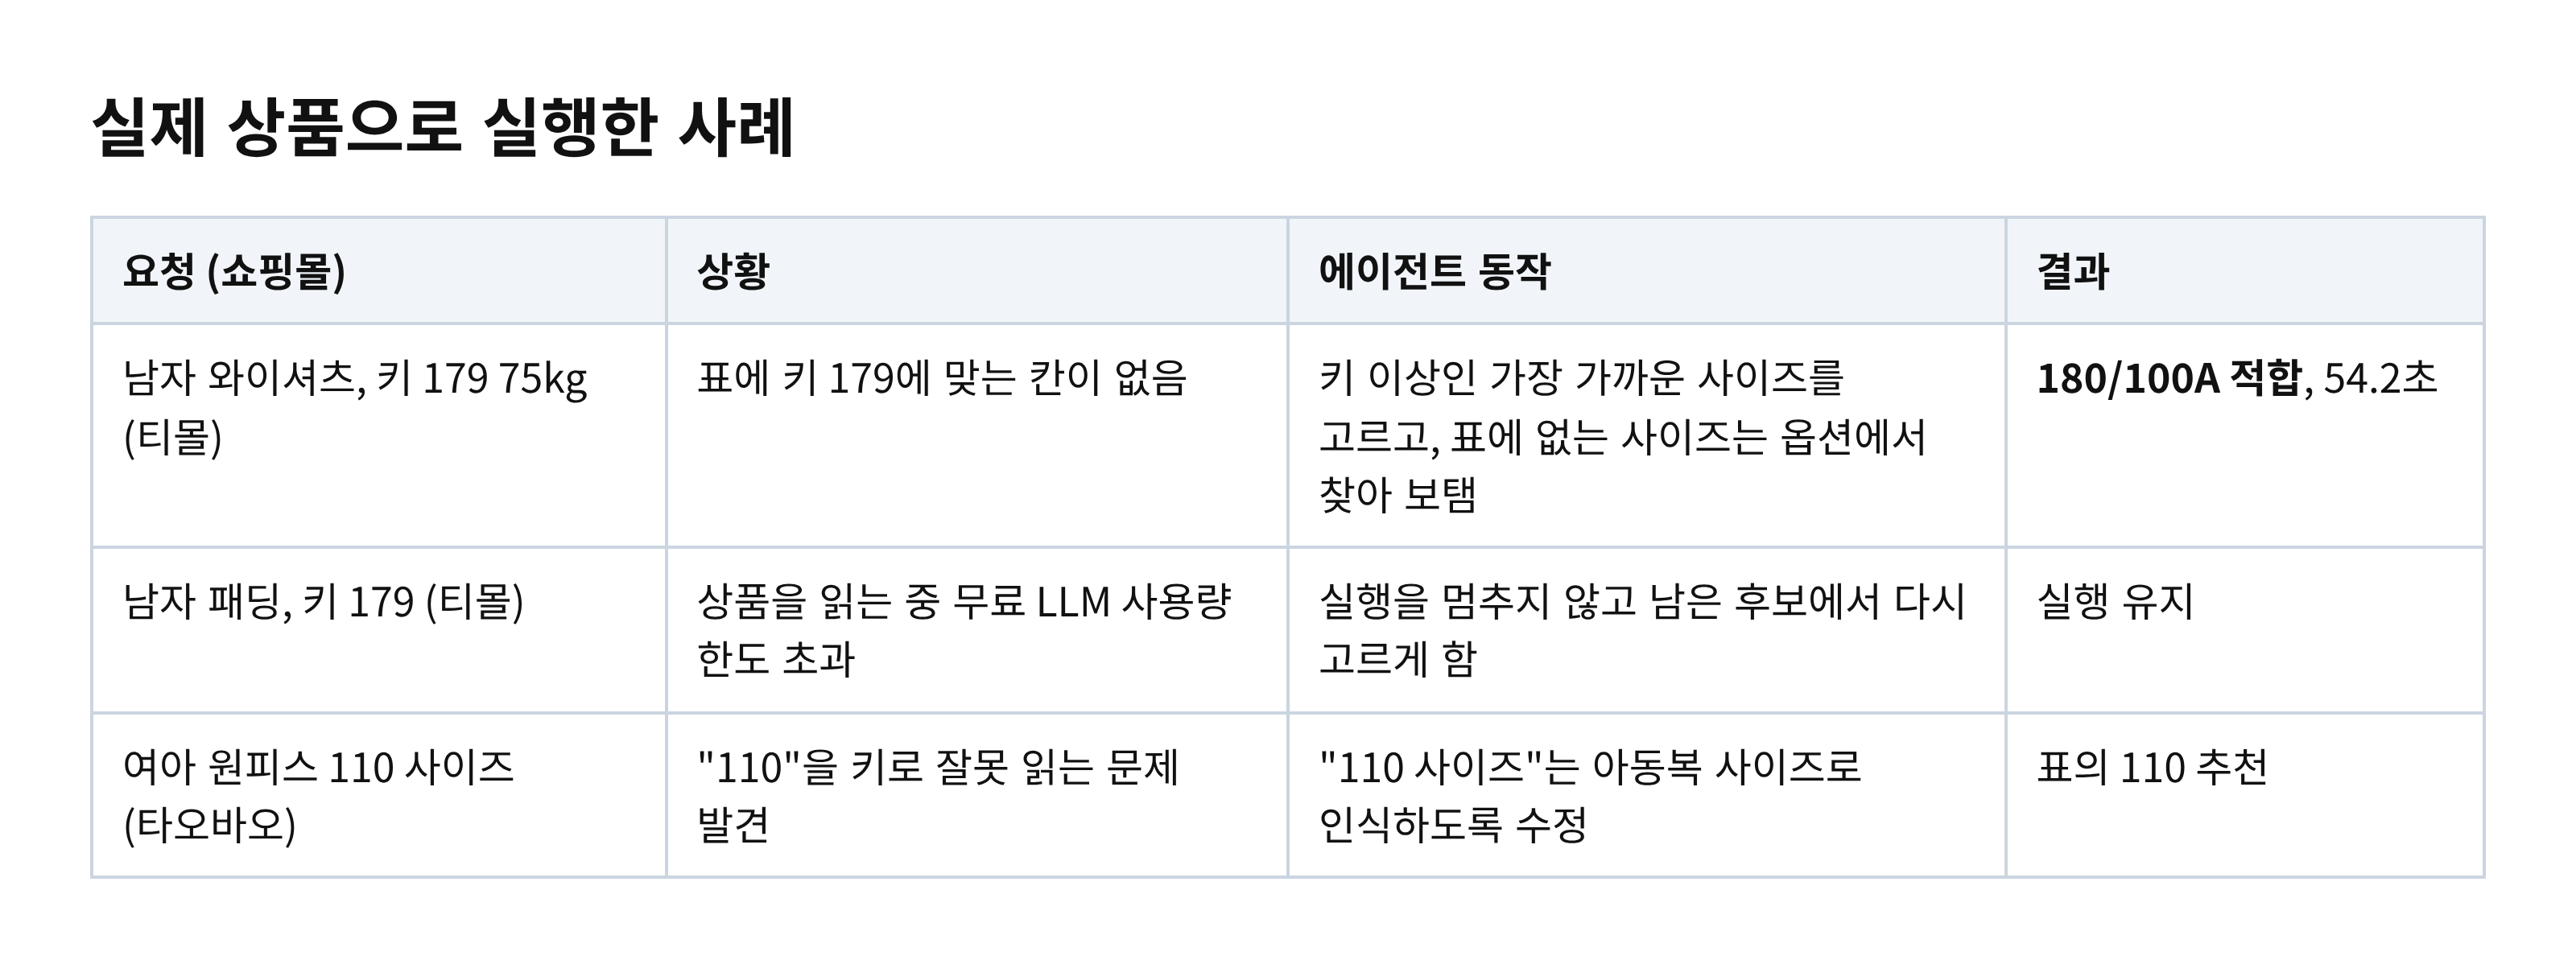 실제 상품으로 실행한 사례
요청 (쇼핑몰)
상황
에이전트 동작
결과
남자 와이셔츠, 키 179 75kg
(티몰)
표에 키 179에 맞는 칸이 없음
키 이상인 가장 가까운 사이즈를
고르고, 표에 없는 사이즈는 옵션에서
찾아 보탬
180/100A 적합, 54.2초
남자 패딩, 키 179 (티몰)
상품을 읽는 중 무료 LLM 사용량
한도 초과
실행을 멈추지 않고 남은 후보에서 다시
고르게 함
실행 유지
여아 원피스 110 사이즈
(타오바오)
"110"을 키로 잘못 읽는 문제
발견
"110 사이즈"는 아동복 사이즈로
인식하도록 수정
표의 110 추천